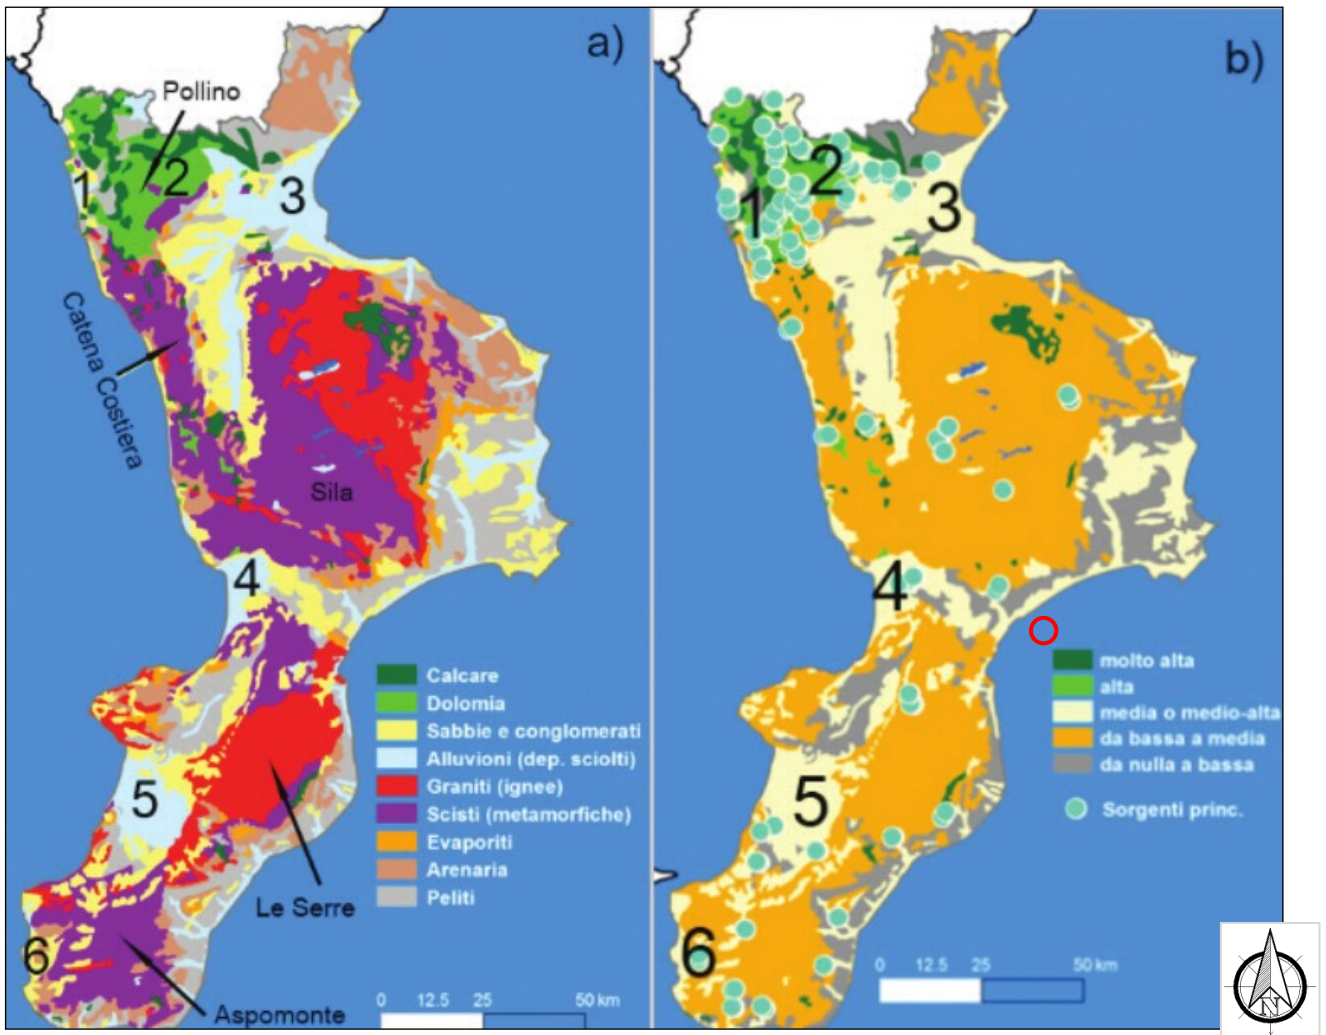 a)
Pollino
1
2
3
Catena Costiera
Sila
4
Calcare
Dolomia
Sabbie e conglomerati
Alluvioni (dep. sciolti)
Graniti (ignee)
Scisti (metamorfiche)
Evaporiti
Arenaria
Peliti
5
Le Serre
6
Aspomonte
0 12.5 25 50 km
b)
1
2
3
4
molto alta
alta
media o medio-alta
da bassa a media
da nulla a bassa
Sorgenti princ.
5
6
0 12.5 25 50 km
N